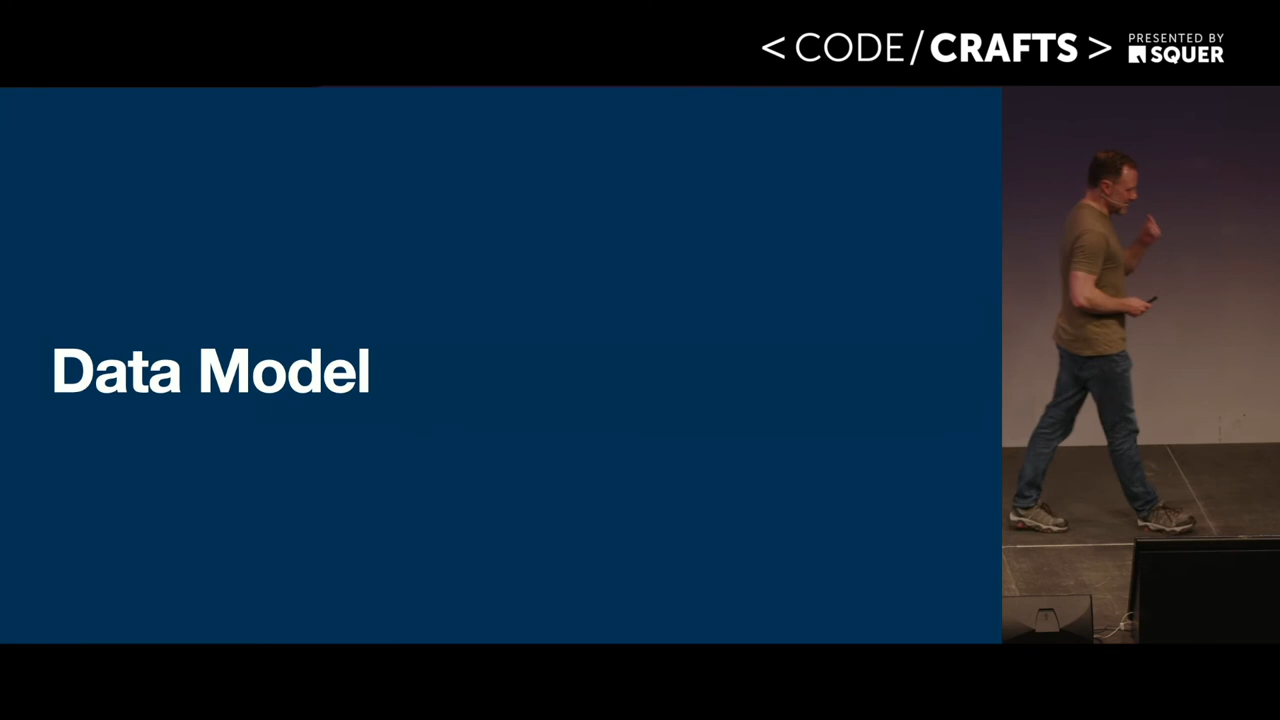 < CODE/CRAFTS >
PRESENTED BY
SQUER
Data Model